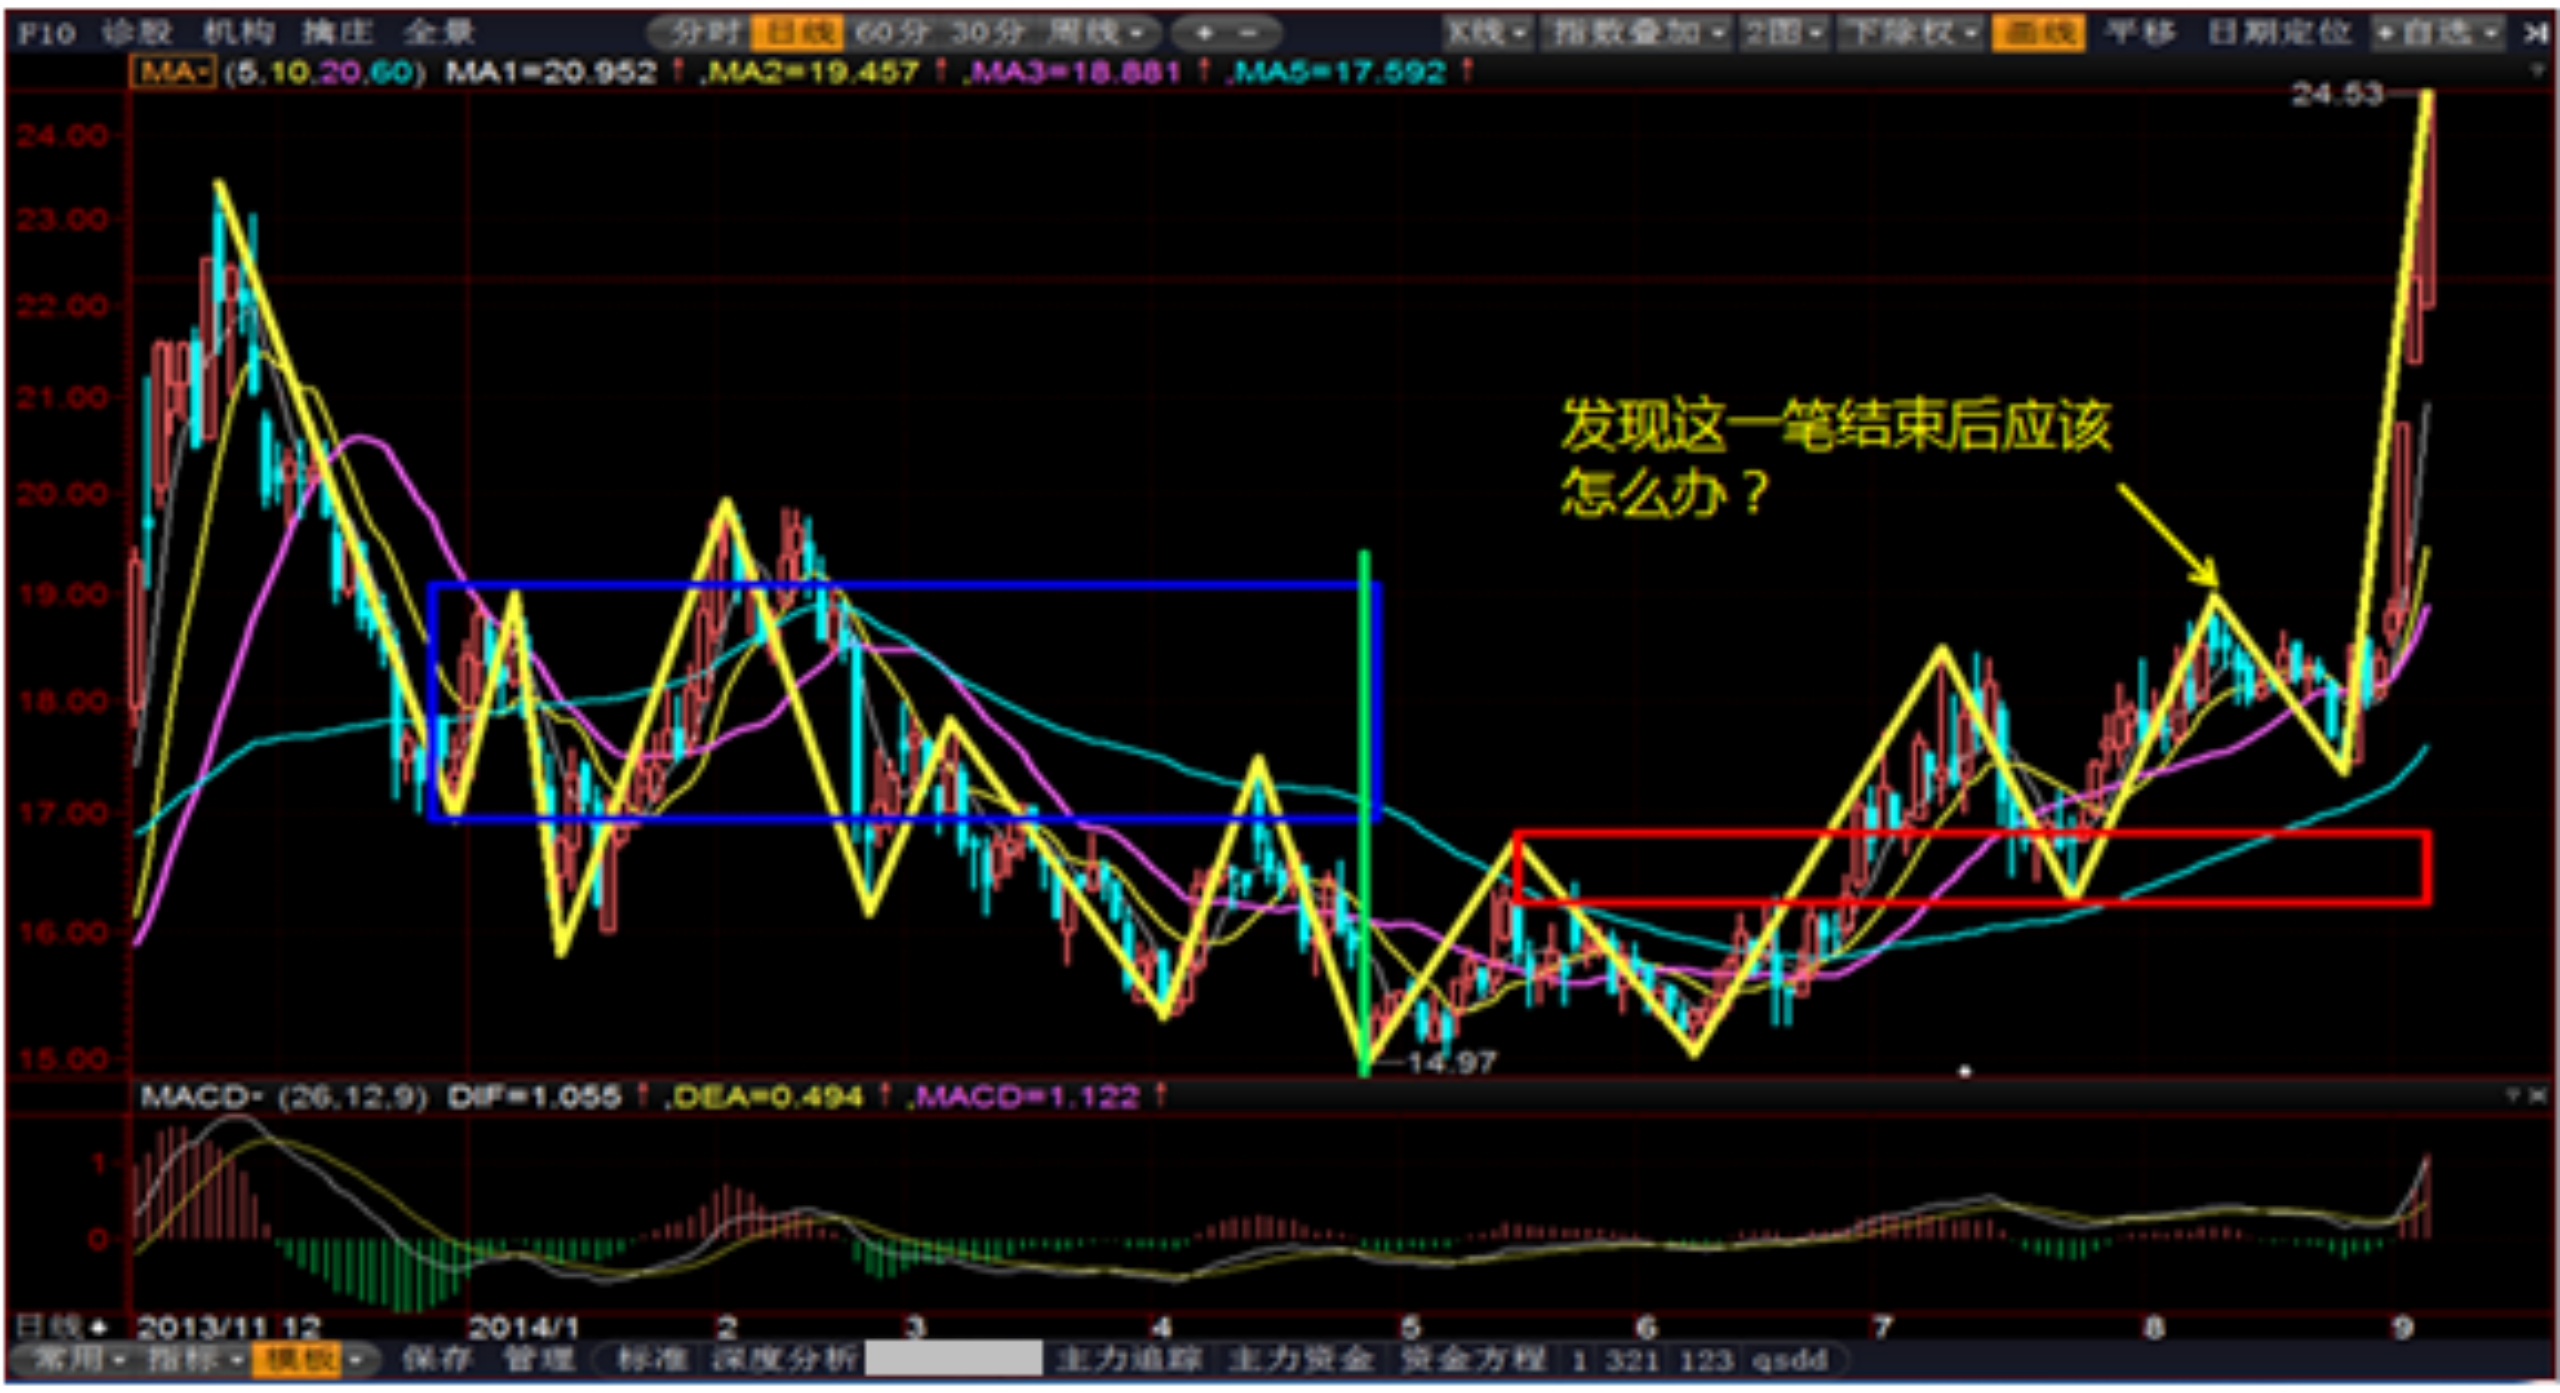 F10 诊股 机构 擒庄 全景 分时 日线 60分 30分 周线 + - K线 指数叠加 2图 下除权 画线 平移 日期定位 +自选
MA (5,10,20,60) MA1=20.952↑,MA2=19.457↑,MA3=18.881↑,MA5=17.592↑
24.53
24.00
23.00
22.00
21.00
发现这一笔结束后应该
怎么办？
20.00
19.00
18.00
17.00
16.00
15.00
14.97
MACD (26,12,9) DIF=1.055↑,DEA=0.494↑,MACD=1.122↑
1
0
日线 2013/11 12 2014/1 2 3 4 5 6 7 8 9
常用 指标 模板 保存 管理 标准 深度分析 主力追踪 主力资金 资金方程 1 321 123 qsdd